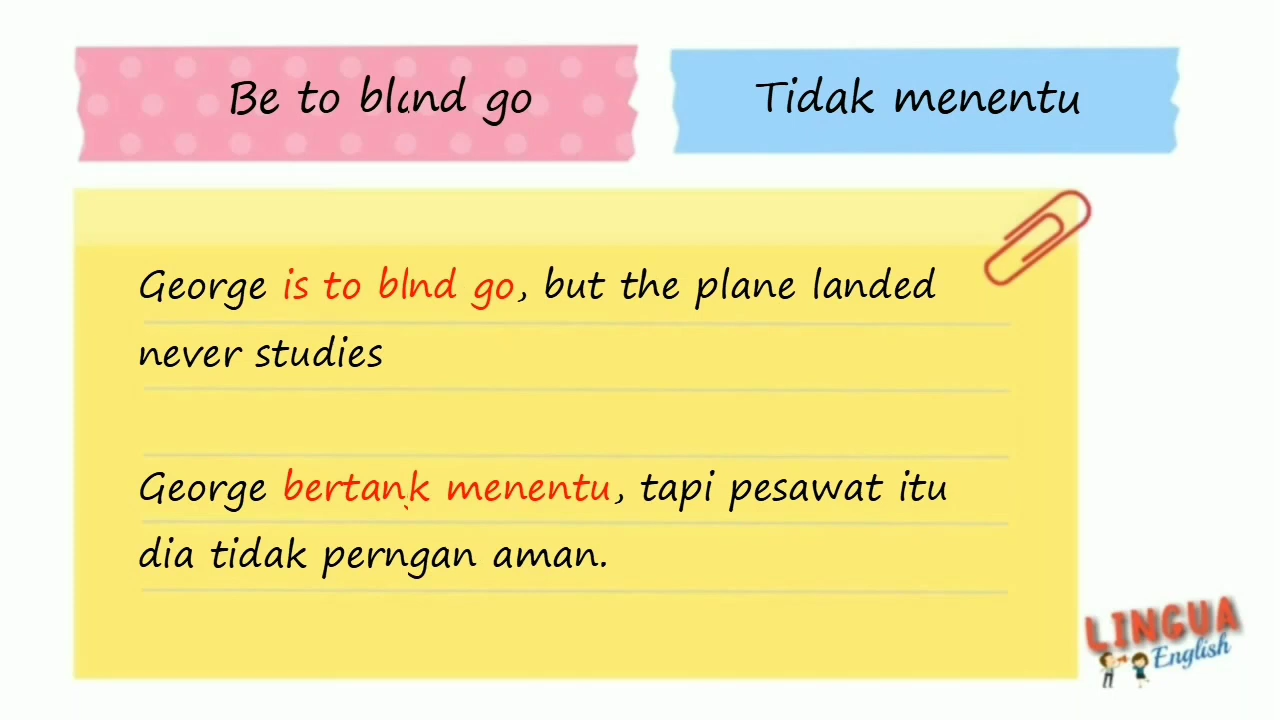 Be to blind go
Tidak menentu
George is to blnd go, but the plane landed
never studies
George bertank menentu, tapi pesawat itu
dia tidak perngan aman.
LINGUA
English